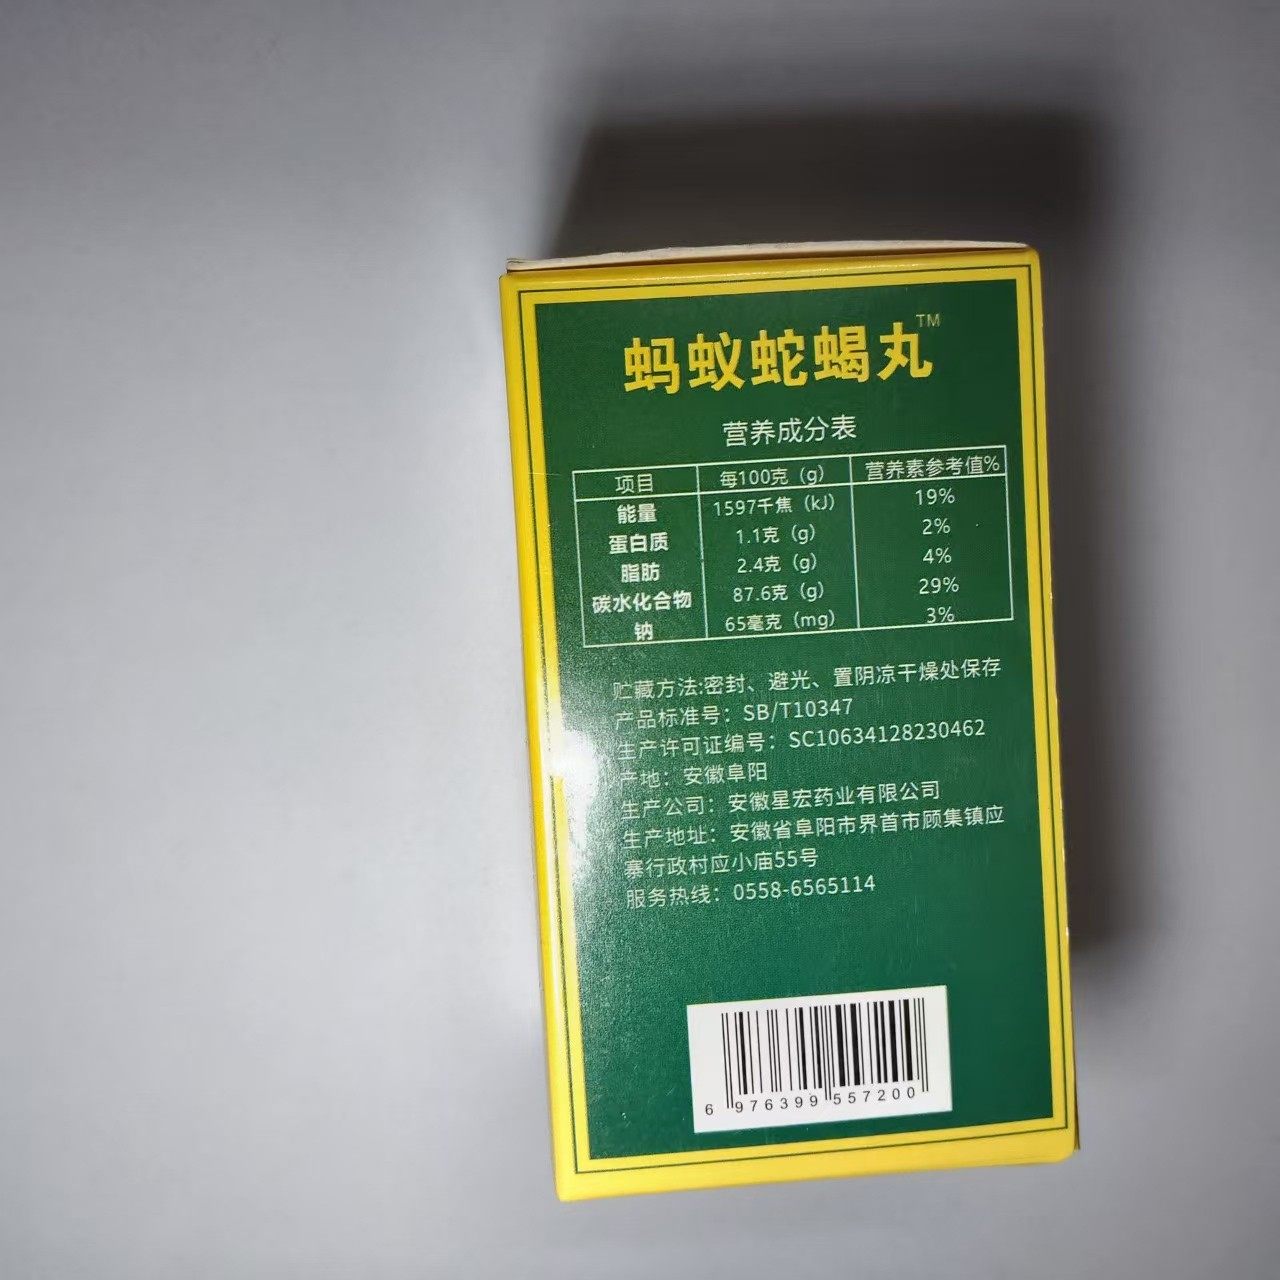 蚂蚁蛇蝎丸™
营养成分表
项目 每100克（g） 营养素参考值%
能量 1597千焦（kJ） 19%
蛋白质 1.1克（g） 2%
脂肪 2.4克（g） 4%
碳水化合物 87.6克（g） 29%
钠 65毫克（mg） 3%
贮藏方法:密封、避光、置阴凉干燥处保存
产品标准号：SB/T10347
生产许可证编号：SC10634128230462
产地：安徽阜阳
生产公司：安徽星宏药业有限公司
生产地址：安徽省阜阳市界首市顾集镇应
寨行政村应小庙55号
服务热线：0558-6565114
6 976399 557200